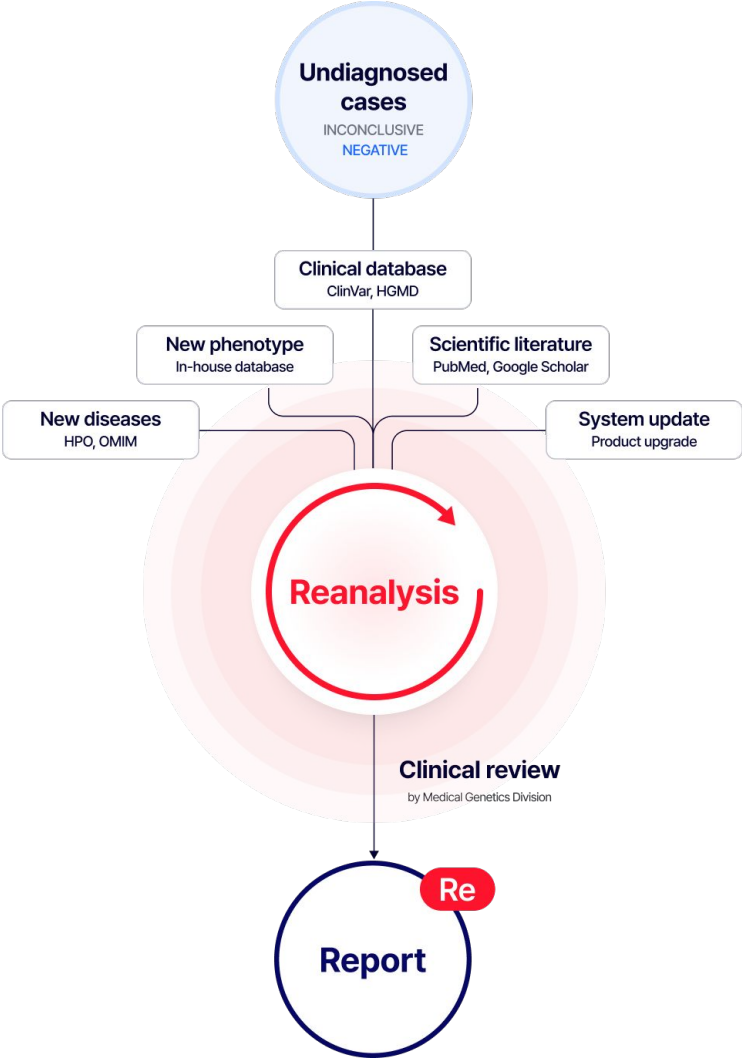 Undiagnosed
cases
INCONCLUSIVE
NEGATIVE
Clinical database
ClinVar, HGMD
New phenotype
In-house database
Scientific literature
PubMed, Google Scholar
New diseases
HPO, OMIM
System update
Product upgrade
Reanalysis
Clinical review
by Medical Genetics Division
Re
Report